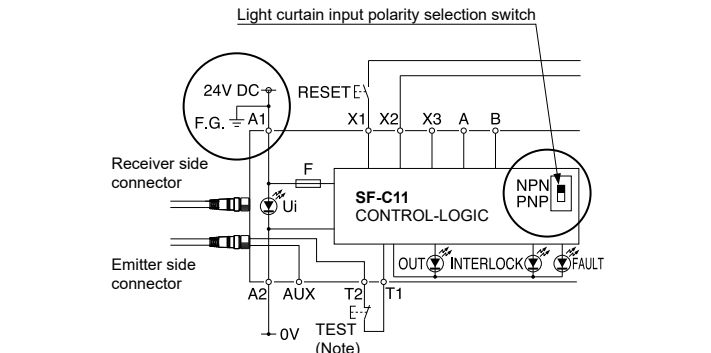 Light curtain input polarity selection switch
24V DC
RESET
F.G.
A1
X1 X2 X3 A B
Receiver side
connector
F
Ui
SF-C11
CONTROL-LOGIC
NPN
PNP
Emitter side
connector
OUT
INTERLOCK
FAULT
A2 AUX T2 T1
0V
TEST
(Note)